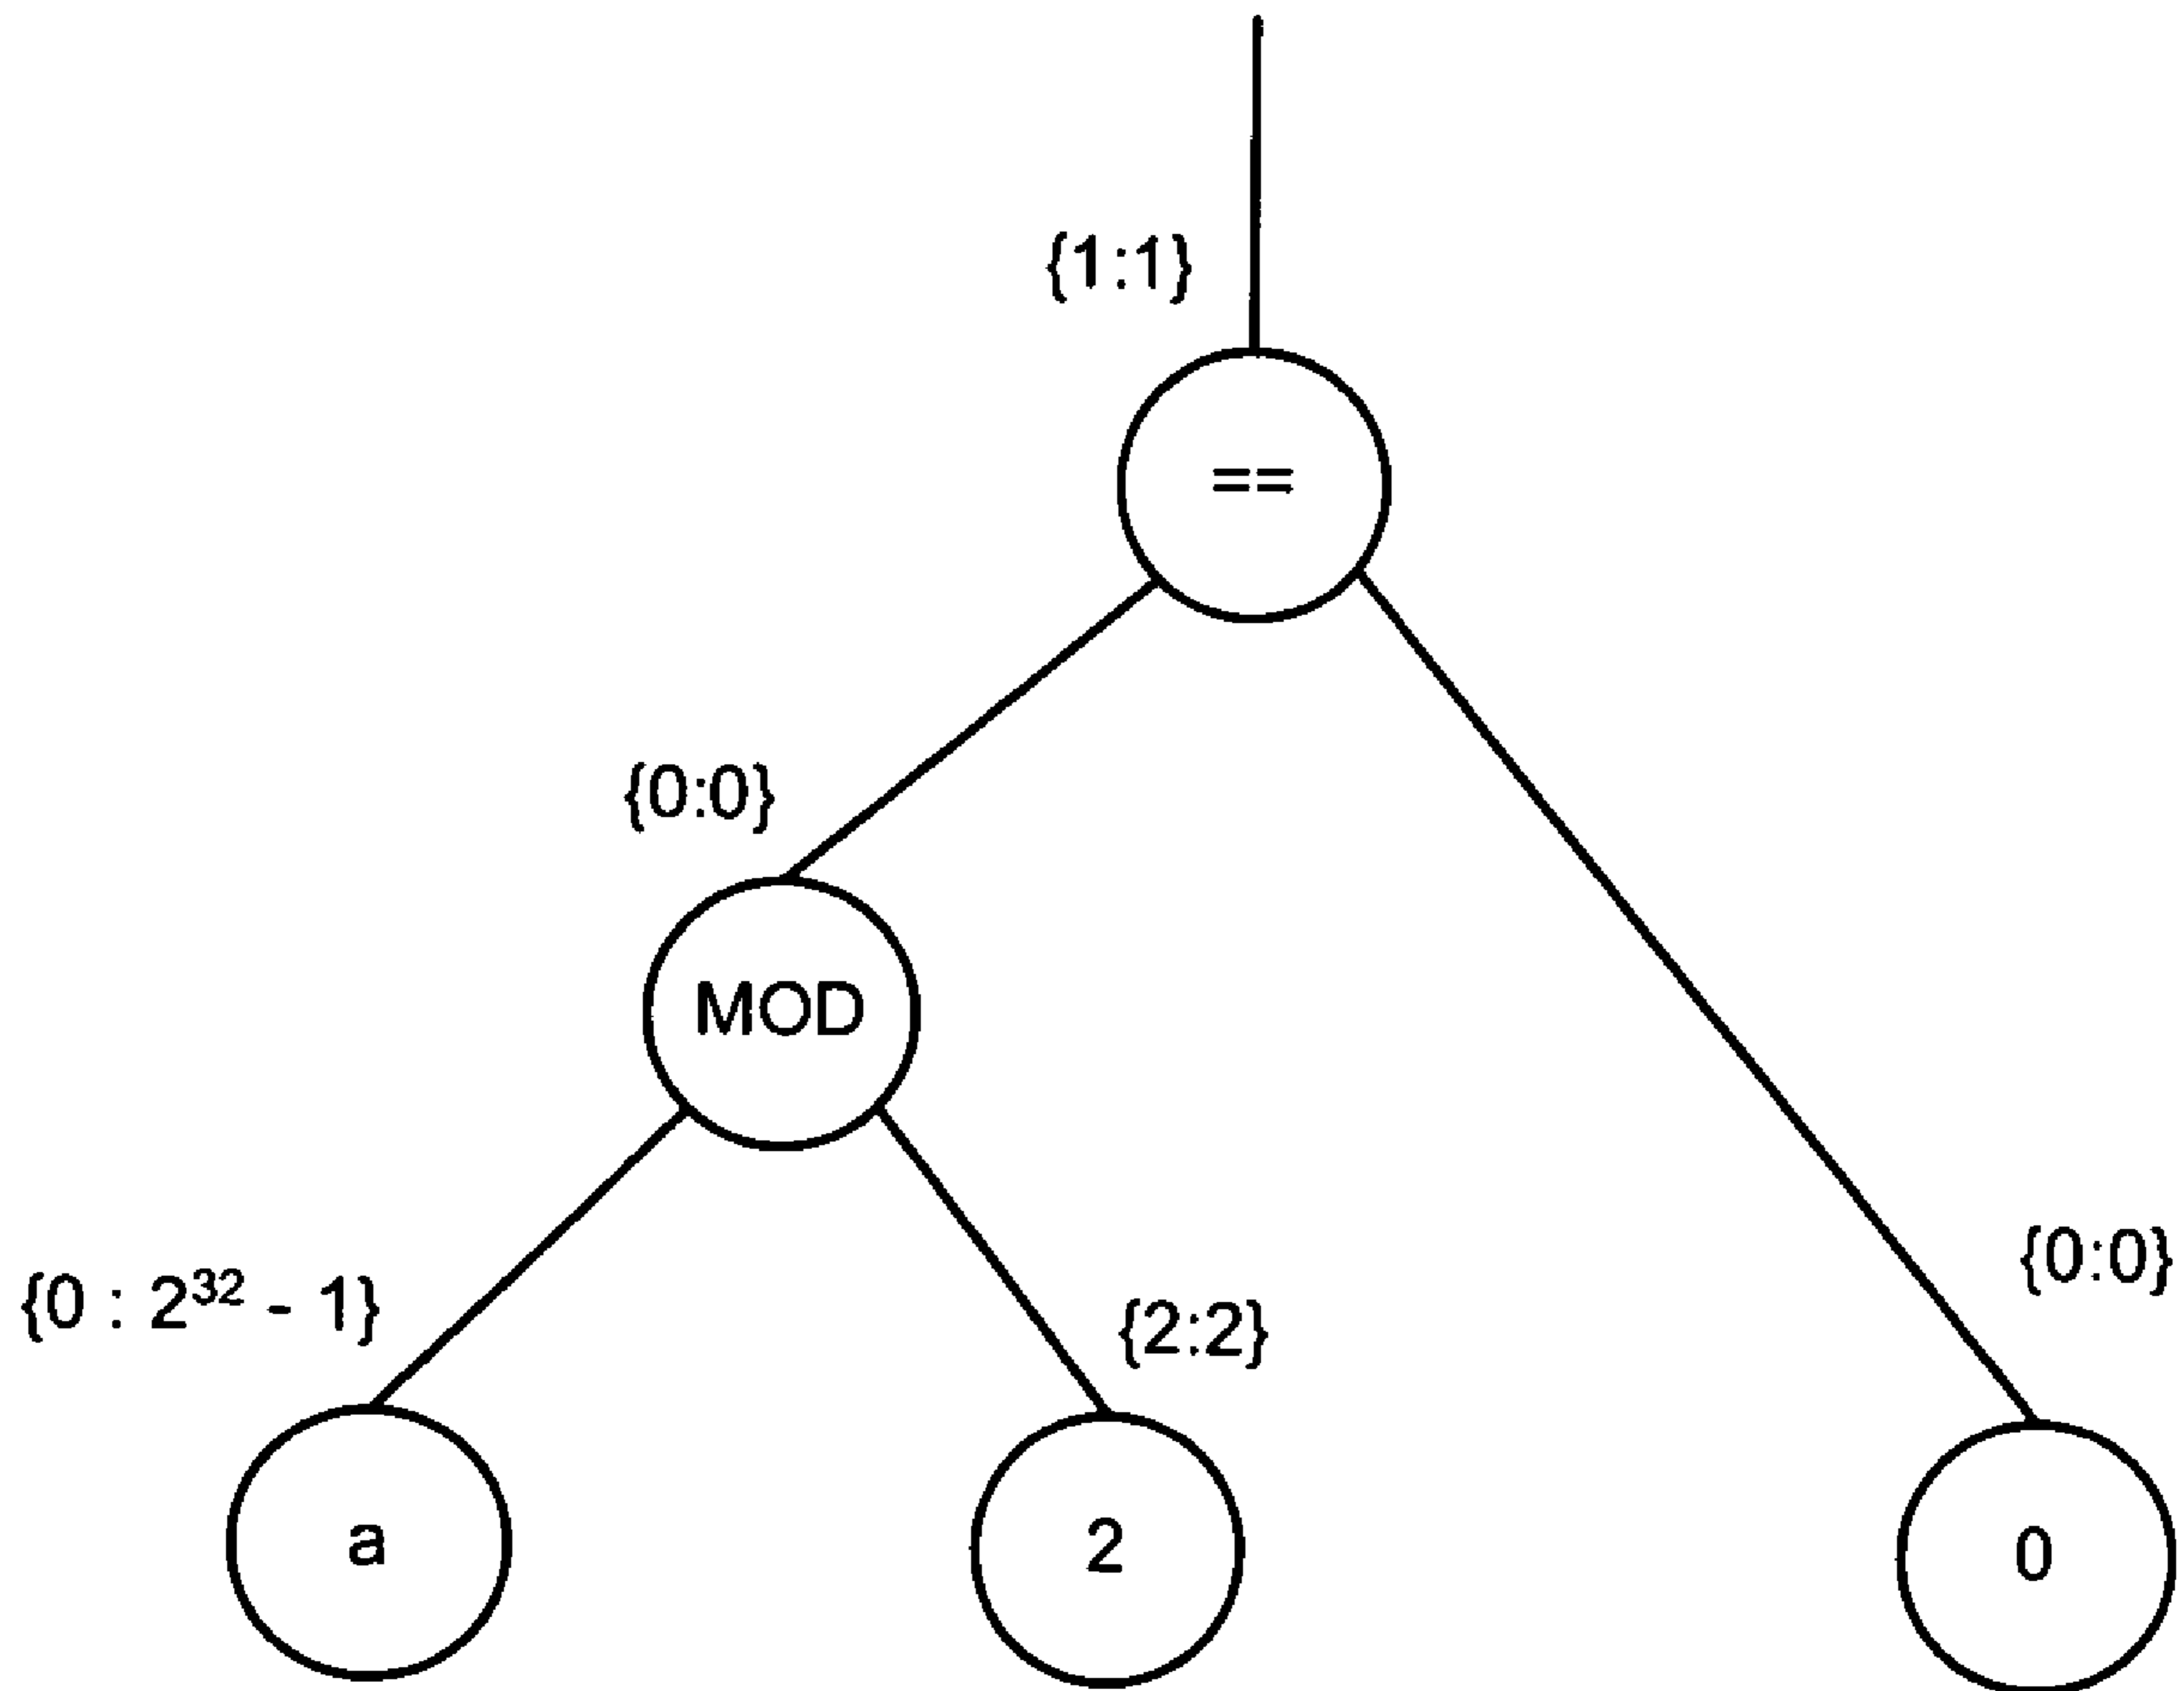 {1:1}
==
{0:0}
MOD
{0:0}
{0 : 2³² - 1}
{2:2}
a
2
0